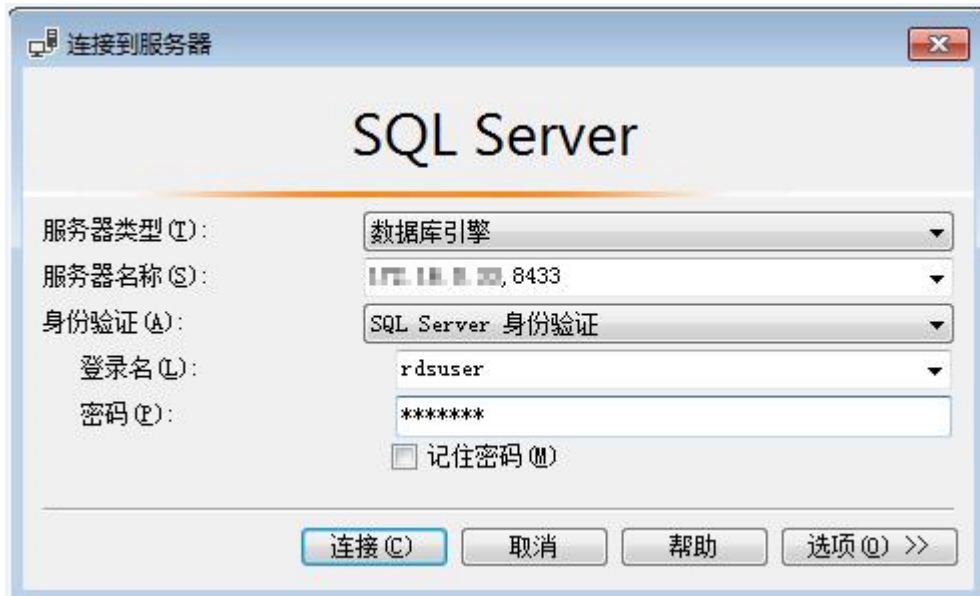 连接到服务器
SQL Server
服务器类型(T): 数据库引擎
服务器名称(S): ,8433
身份验证(A): SQL Server 身份验证
登录名(L): rdsuser
密码(P): *******
记住密码(M)
连接(C) 取消 帮助 选项(O) >>